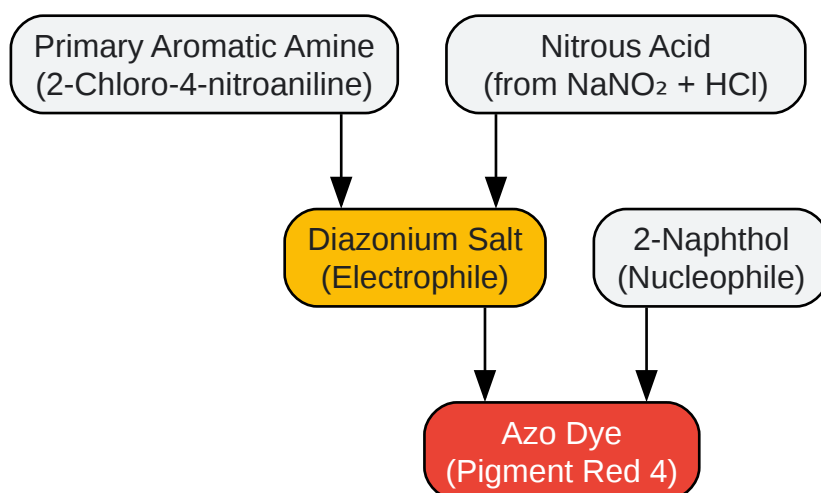 Primary Aromatic Amine
(2-Chloro-4-nitroaniline)
Nitrous Acid
(from NaNO₂ + HCl)
Diazonium Salt
(Electrophile)
2-Naphthol
(Nucleophile)
Azo Dye
(Pigment Red 4)